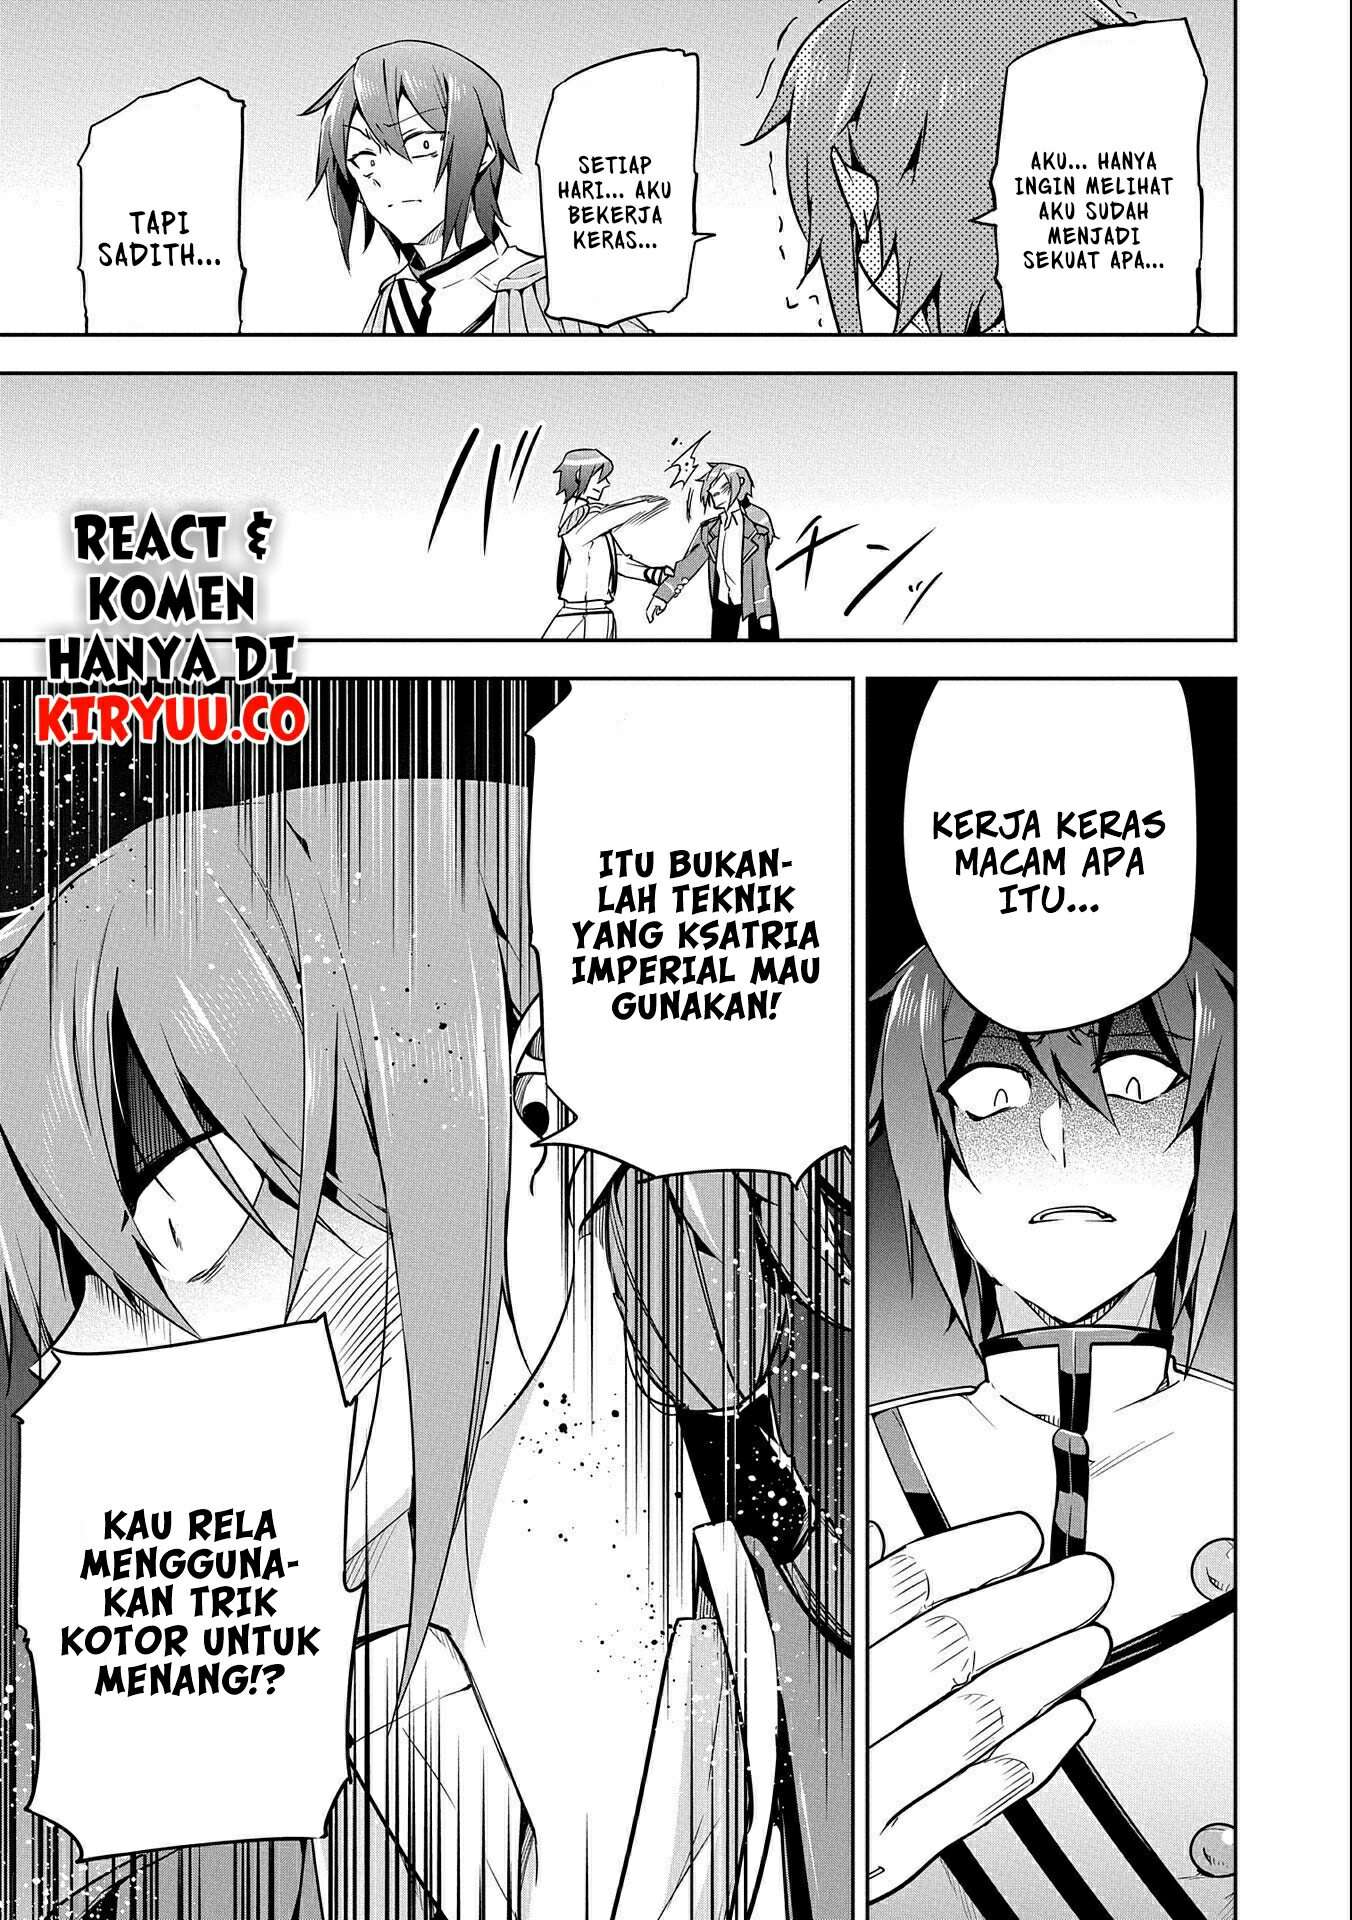 AKU... HANYA
INGIN MELIHAT
AKU SUDAH
MENJADI
SEKUAT APA...
SETIAP
HARI... AKU
BEKERJA
KERAS...
TAPI
SADITH...
REACT &
KOMEN
HANYA DI
KIRYUU.CO
KERJA KERAS
MACAM APA
ITU...
ITU BUKAN-
LAH TEKNIK
YANG KSATRIA
IMPERIAL MAU
GUNAKAN!
KAU RELA
MENGGUNA-
KAN TRIK
KOTOR UNTUK
MENANG!?